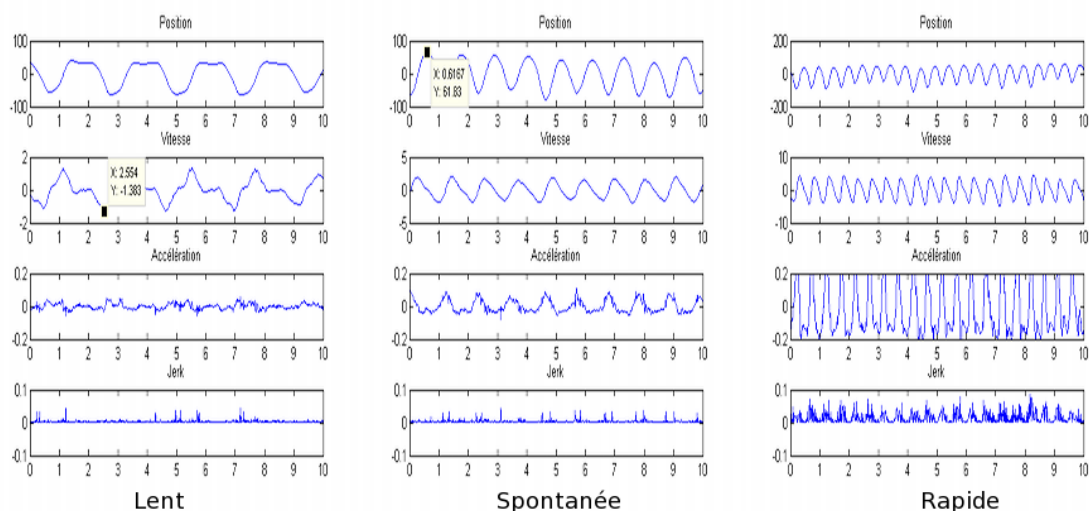 Position Position Position
100 100 200
0 0 0
-100 -100 -200
X: 0.6167
Y: 61.83
0 1 2 3 4 5 6 7 8 9 10 0 1 2 3 4 5 6 7 8 9 10 0 1 2 3 4 5 6 7 8 9 10
Vitesse Vitesse Vitesse
2 5 10
0 0 0
-2 -5 -10
X: 2.554
Y: -1.383
0 1 2 3 4 5 6 7 8 9 10 0 1 2 3 4 5 6 7 8 9 10 0 1 2 3 4 5 6 7 8 9 10
Accélération Accélération Accélération
0.2 0.2 0.2
0 0 0
-0.2 -0.2 -0.2
0 1 2 3 4 5 6 7 8 9 10 0 1 2 3 4 5 6 7 8 9 10 0 1 2 3 4 5 6 7 8 9 10
Jerk Jerk Jerk
0.1 0.1 0.1
0 0 0
-0.1 -0.1 -0.1
0 1 2 3 4 5 6 7 8 9 10 0 1 2 3 4 5 6 7 8 9 10 0 1 2 3 4 5 6 7 8 9 10
Lent Spontanée Rapide